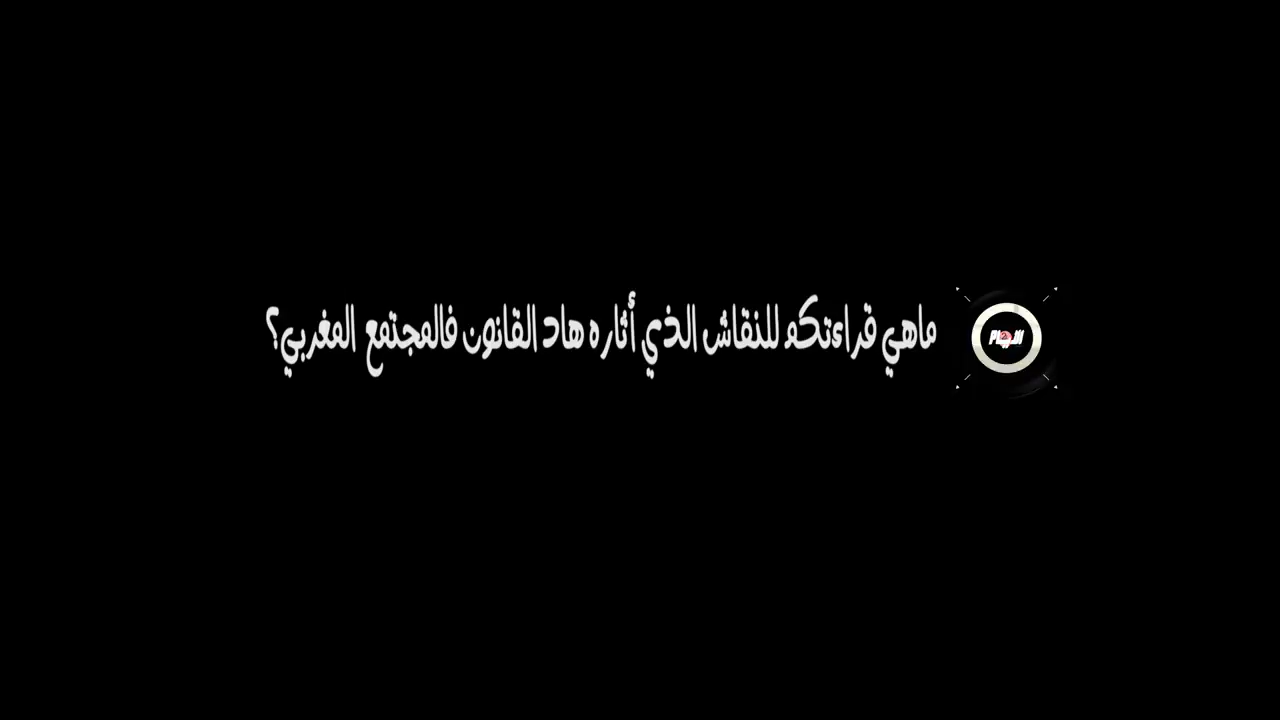 ماهي قراءتكم للنقاش الذي أثاره هاد القانون فالمجتمع المغربي؟